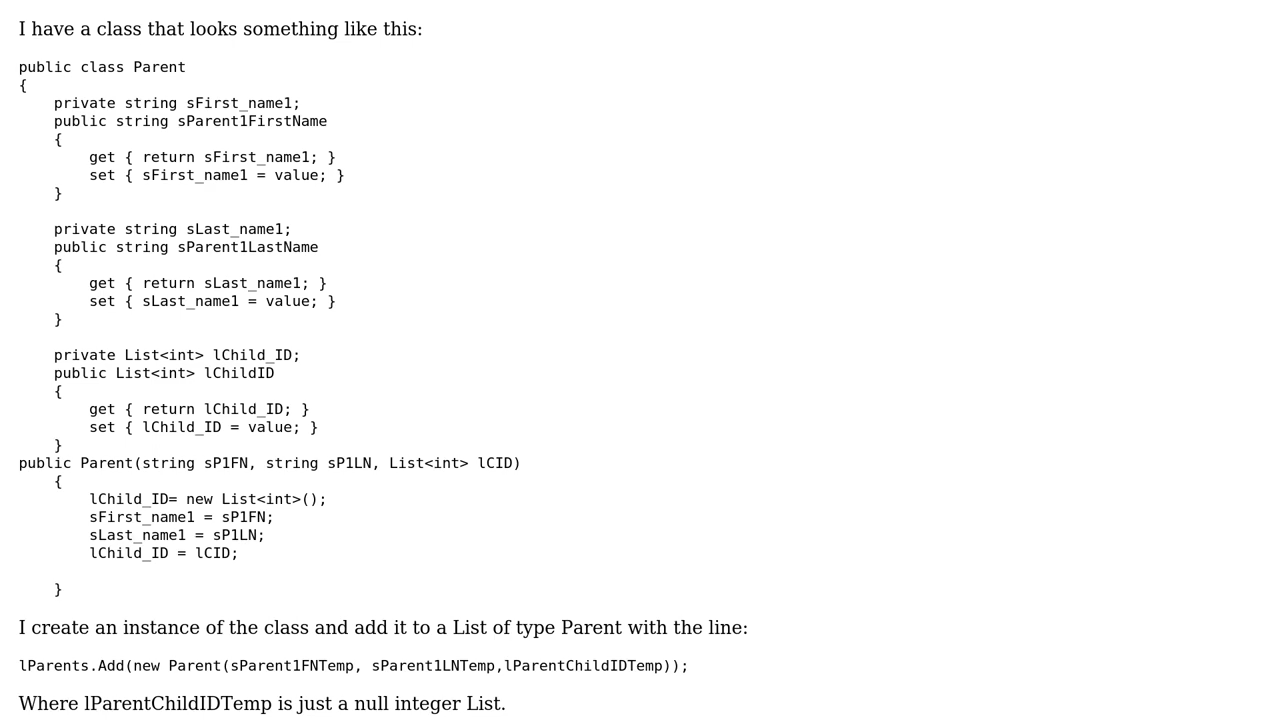 I have a class that looks something like this:
public class Parent
{
    private string sFirst_name1;
    public string sParent1FirstName
    {
        get { return sFirst_name1; }
        set { sFirst_name1 = value; }
    }

    private string sLast_name1;
    public string sParent1LastName
    {
        get { return sLast_name1; }
        set { sLast_name1 = value; }
    }

    private List<int> lChild_ID;
    public List<int> lChildID
    {
        get { return lChild_ID; }
        set { lChild_ID = value; }
    }
public Parent(string sP1FN, string sP1LN, List<int> lCID)
    {
        lChild_ID= new List<int>();
        sFirst_name1 = sP1FN;
        sLast_name1 = sP1LN;
        lChild_ID = lCID;

    }
I create an instance of the class and add it to a List of type Parent with the line:
lParents.Add(new Parent(sParent1FNTemp, sParent1LNTemp,lParentChildIDTemp));
Where lParentChildIDTemp is just a null integer List.